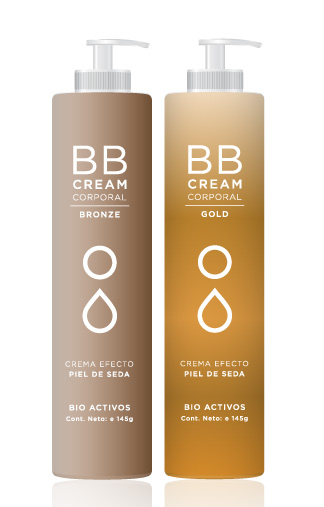 BB
CREAM
CORPORAL
BRONZE
CREMA EFECTO
PIEL DE SEDA
BIO ACTIVOS
Cont. Neto: e 145g
BB
CREAM
CORPORAL
GOLD
CREMA EFECTO
PIEL DE SEDA
BIO ACTIVOS
Cont. Neto: e 145g